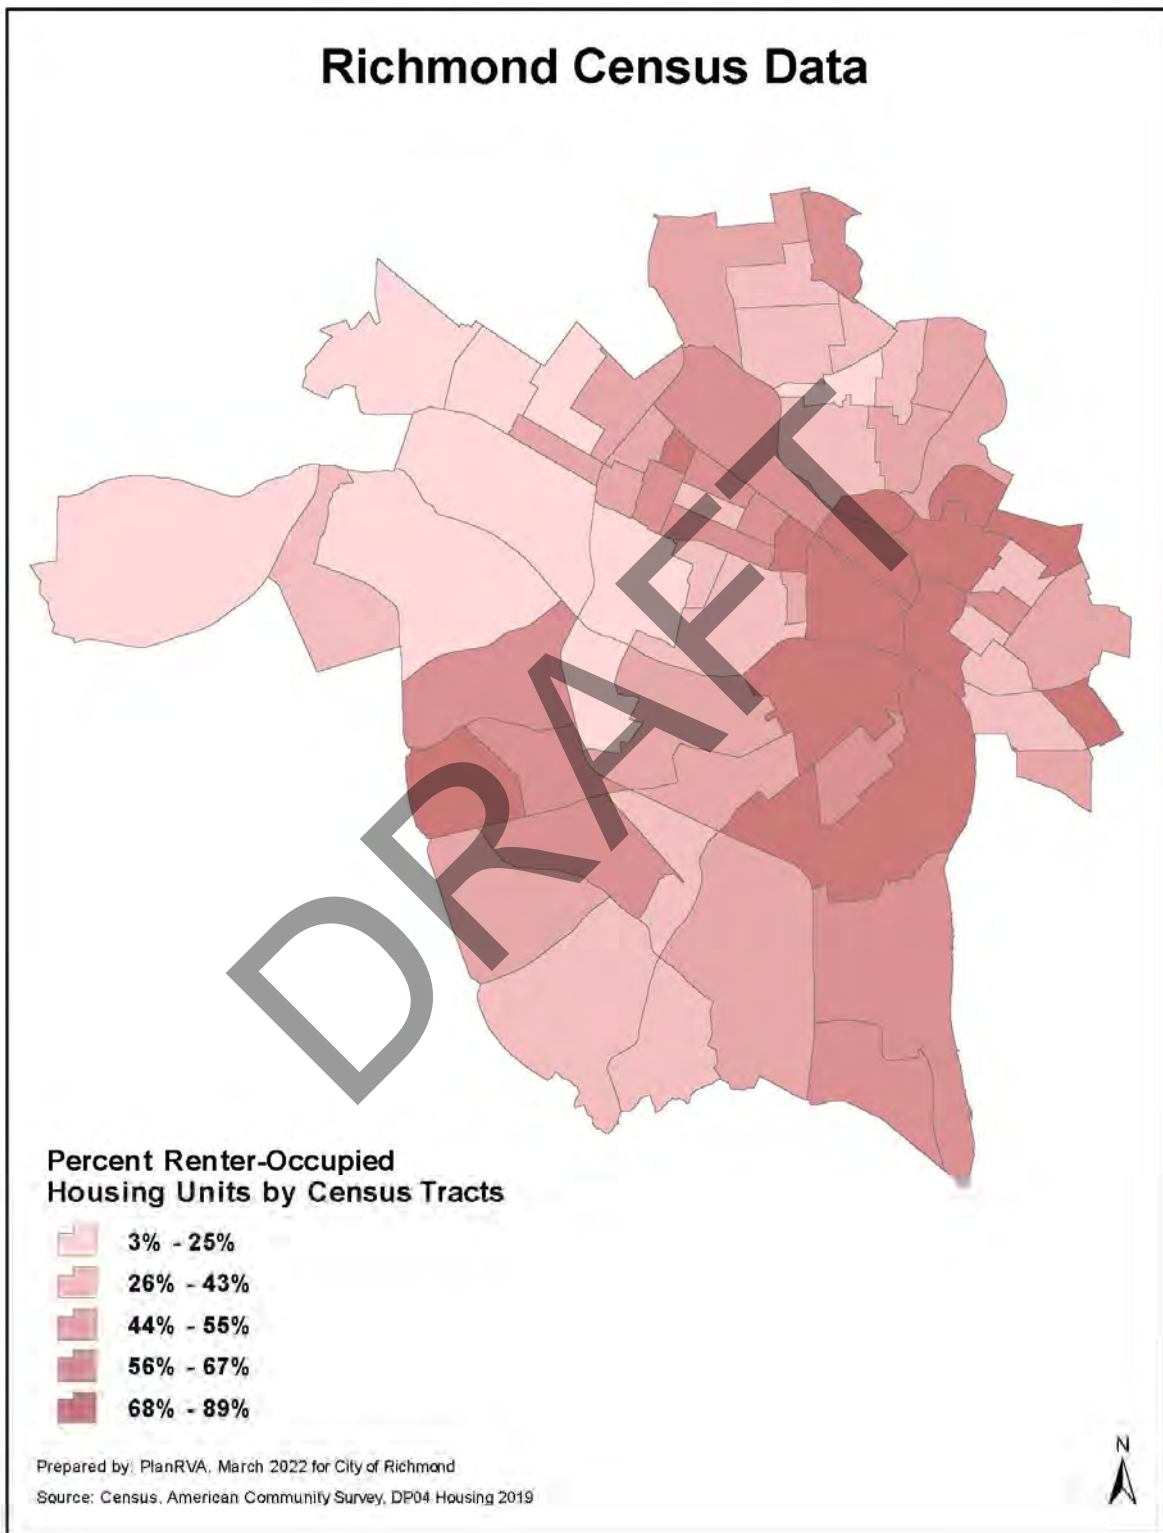 Richmond Census Data
DRAFT
Percent Renter-Occupied
Housing Units by Census Tracts
3% - 25%
26% - 43%
44% - 55%
56% - 67%
68% - 89%
Prepared by: PlanRVA, March 2022 for City of Richmond
Source: Census, American Community Survey, DP04 Housing 2019
N